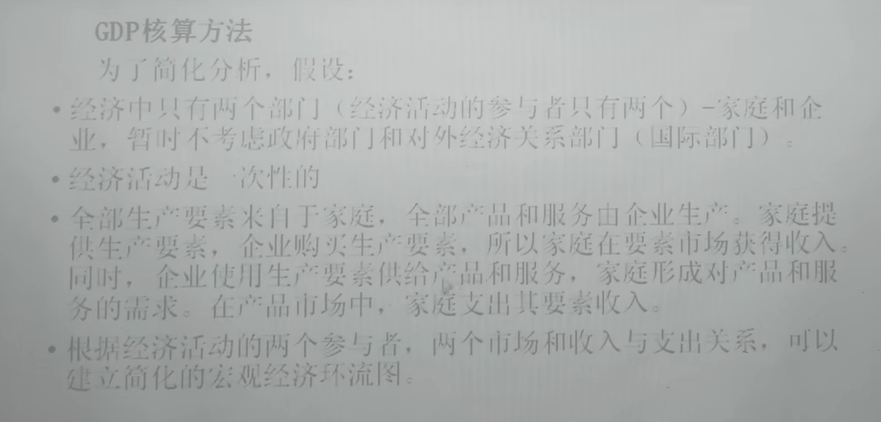 GDP核算方法
为了简化分析，假设：
• 经济中只有两个部门（经济活动的参与者只有两个）-家庭和企
业，暂时不考虑政府部门和对外经济关系部门（国际部门）。
• 经济活动是一次性的
• 全部生产要素来自于家庭，全部产品和服务由企业生产。家庭提
供生产要素，企业购买生产要素，所以家庭在要素市场获得收入。
同时，企业使用生产要素供给产品和服务，家庭形成对产品和服
务的需求。在产品市场中，家庭支出其要素收入。
• 根据经济活动的两个参与者，两个市场和收入与支出关系，可以
建立简化的宏观经济环流图。